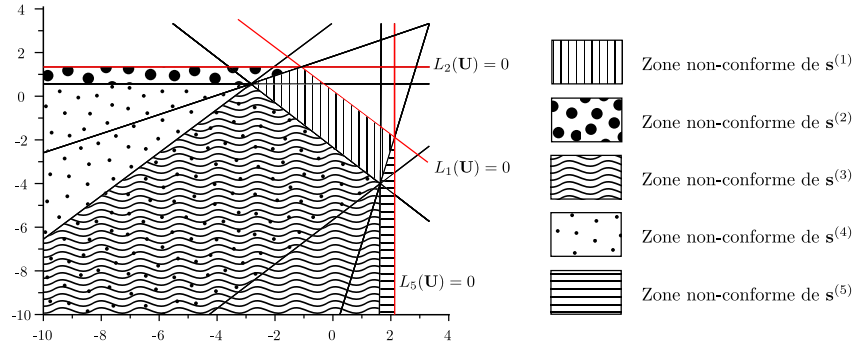 4
2
0
-2
-4
-6
-8
-10
-10 -8 -6 -4 -2 0 2 4
L₂(U) = 0
L₁(U) = 0
L₅(U) = 0
Zone non-conforme de s⁽¹⁾
Zone non-conforme de s⁽²⁾
Zone non-conforme de s⁽³⁾
Zone non-conforme de s⁽⁴⁾
Zone non-conforme de s⁽⁵⁾